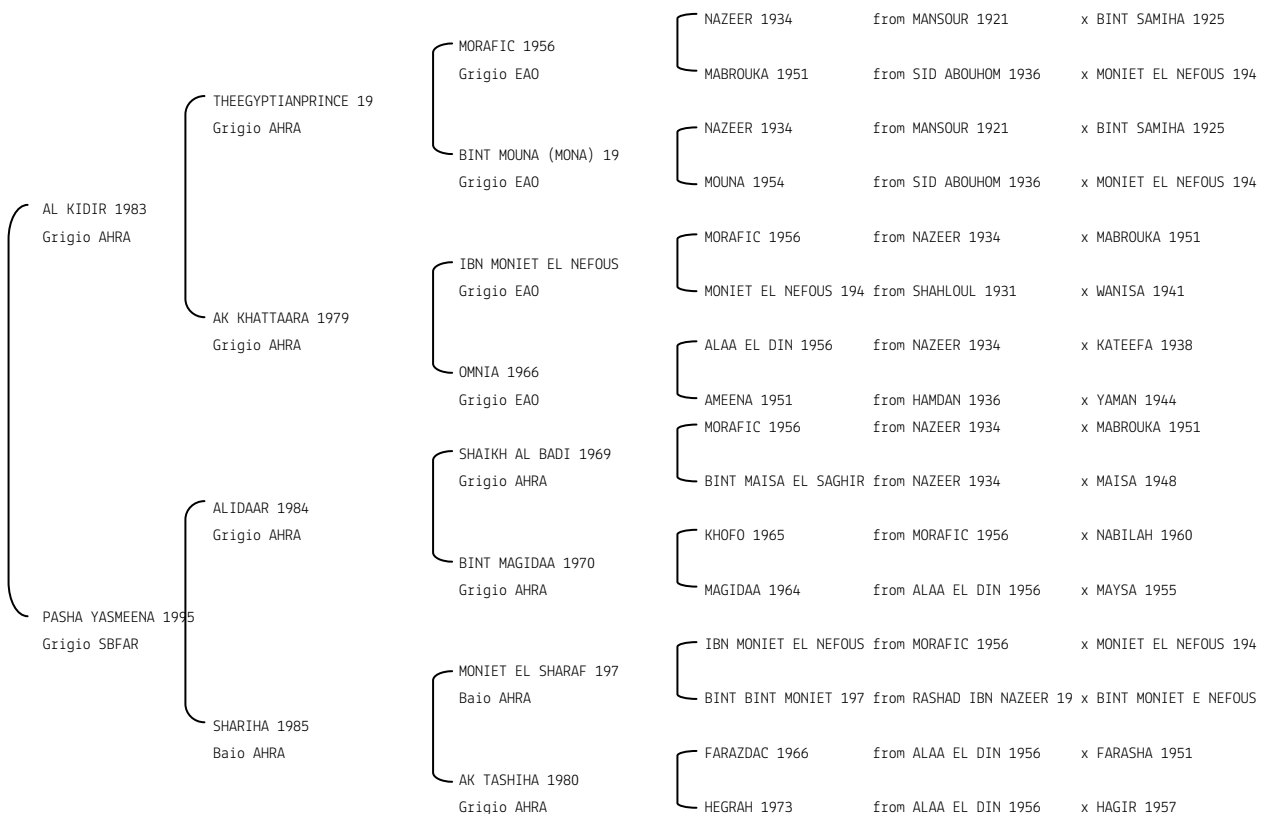 NAZEER 1934 from MANSOUR 1921 x BINT SAMIHA 1925
MORAFIC 1956
Grigio EAO
MABROUKA 1951 from SID ABOUHOM 1936 x MONIET EL NEFOUS 194
THEEGYPTIANPRINCE 19
Grigio AHRA
NAZEER 1934 from MANSOUR 1921 x BINT SAMIHA 1925
BINT MOUNA (MONA) 19
Grigio EAO
MOUNA 1954 from SID ABOUHOM 1936 x MONIET EL NEFOUS 194
AL KIDIR 1983
Grigio AHRA
MORAFIC 1956 from NAZEER 1934 x MABROUKA 1951
IBN MONIET EL NEFOUS
Grigio EAO
MONIET EL NEFOUS 194 from SHAHLOUL 1931 x WANISA 1941
AK KHATTAARA 1979
Grigio AHRA
ALAA EL DIN 1956 from NAZEER 1934 x KATEEFA 1938
OMNIA 1966
Grigio EAO
AMEENA 1951 from HAMDAN 1936 x YAMAN 1944
MORAFIC 1956 from NAZEER 1934 x MABROUKA 1951
SHAIKH AL BADI 1969
Grigio AHRA
BINT MAISA EL SAGHIR from NAZEER 1934 x MAISA 1948
ALIDAAR 1984
Grigio AHRA
KHOFO 1965 from MORAFIC 1956 x NABILAH 1960
BINT MAGIDAA 1970
Grigio AHRA
MAGIDAA 1964 from ALAA EL DIN 1956 x MAYSA 1955
PASHA YASMEENA 1995
Grigio SBFAR
IBN MONIET EL NEFOUS from MORAFIC 1956 x MONIET EL NEFOUS 194
MONIET EL SHARAF 197
Baio AHRA
BINT BINT MONIET 197 from RASHAD IBN NAZEER 19 x BINT MONIET E NEFOUS
SHARIHA 1985
Baio AHRA
FARAZDAC 1966 from ALAA EL DIN 1956 x FARASHA 1951
AK TASHIHA 1980
Grigio AHRA
HEGRAH 1973 from ALAA EL DIN 1956 x HAGIR 1957